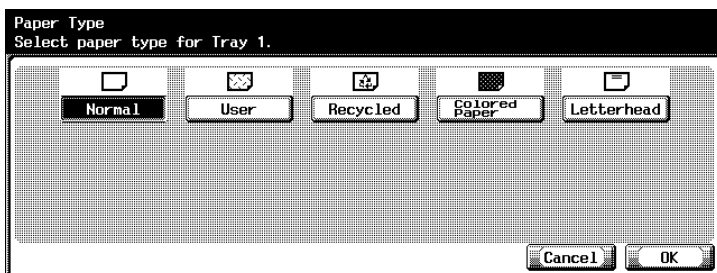 Paper Type
Select paper type for Tray 1.
Normal
User
Recycled
Colored
Paper
Letterhead
Cancel
OK